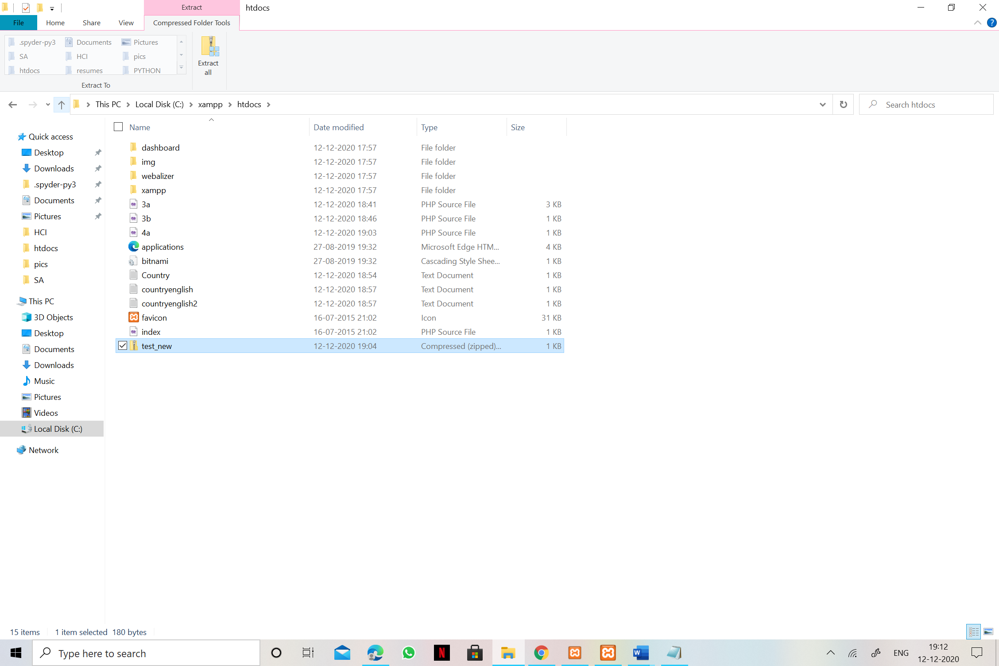 Extract
htdocs
File
Home
Share
View
Compressed Folder Tools
.spyder-py3
Documents
Pictures
SA
HCI
pics
htdocs
resumes
PYTHON
Extract
all
Extract To
This PC
Local Disk (C:)
xampp
htdocs
Search htdocs
Name
Date modified
Type
Size
dashboard 12-12-2020 17:57 File folder
img 12-12-2020 17:57 File folder
webalizer 12-12-2020 17:57 File folder
xampp 12-12-2020 17:57 File folder
3a 12-12-2020 18:41 PHP Source File 3 KB
3b 12-12-2020 18:46 PHP Source File 1 KB
4a 12-12-2020 19:03 PHP Source File 1 KB
applications 27-08-2019 19:32 Microsoft Edge HTM... 4 KB
bitnami 27-08-2019 19:32 Cascading Style Shee... 1 KB
Country 12-12-2020 18:54 Text Document 1 KB
countryenglish 12-12-2020 18:57 Text Document 1 KB
countryenglish2 12-12-2020 18:57 Text Document 1 KB
favicon 16-07-2015 21:02 Icon 31 KB
index 16-07-2015 21:02 PHP Source File 1 KB
test_new 12-12-2020 19:04 Compressed (zipped)... 1 KB
Quick access
Desktop
Downloads
.spyder-py3
Documents
Pictures
HCI
htdocs
pics
SA
This PC
3D Objects
Desktop
Documents
Downloads
Music
Pictures
Videos
Local Disk (C:)
Network
15 items
1 item selected 180 bytes
Type here to search
ENG
19:12
12-12-2020